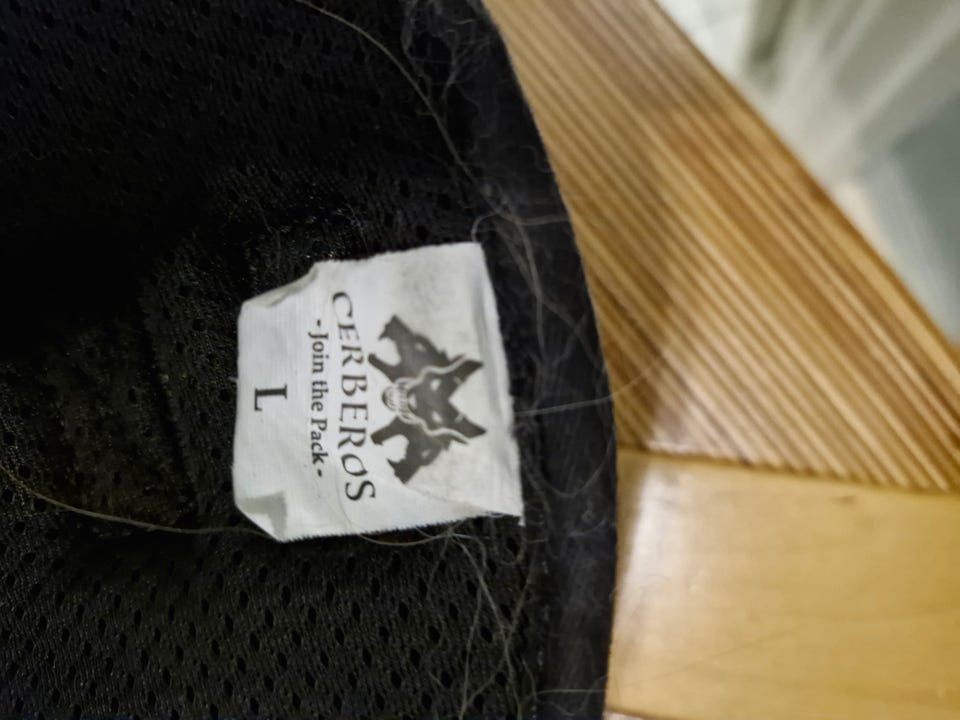 CERBEROS
-Join the Pack-
L